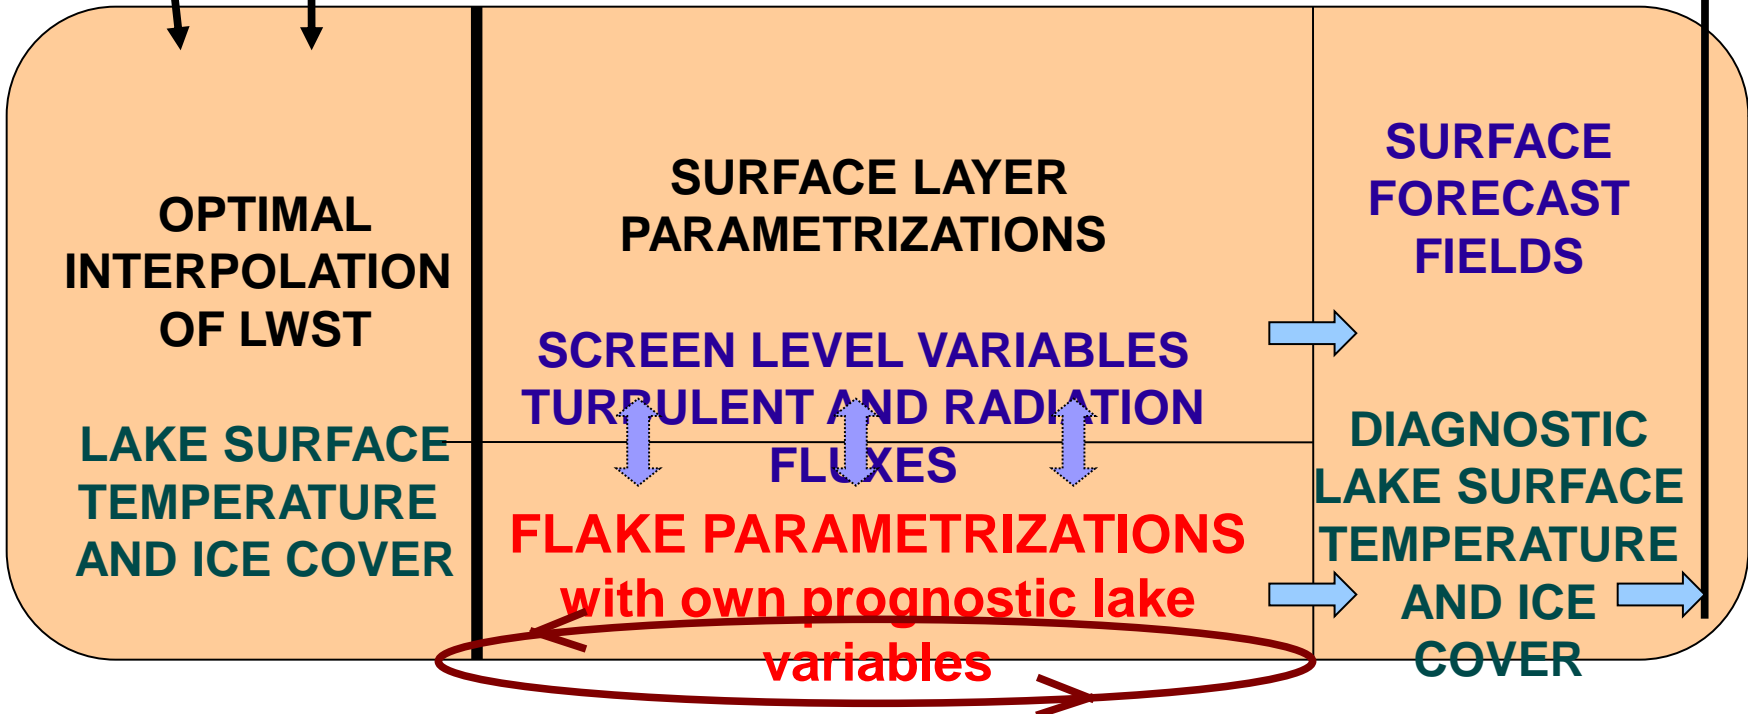 OPTIMAL
INTERPOLATION
OF LWST
LAKE SURFACE
TEMPERATURE
AND ICE COVER
SURFACE LAYER
PARAMETRIZATIONS
SCREEN LEVEL VARIABLES
TURBULENT AND RADIATION
FLUXES
FLAKE PARAMETRIZATIONS
with own prognostic lake
variables
SURFACE
FORECAST
FIELDS
DIAGNOSTIC
LAKE SURFACE
TEMPERATURE
AND ICE
COVER